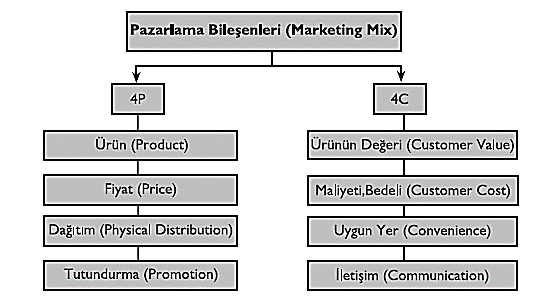 Pazarlama Bileşenleri (Marketing Mix)
4P
4C
Ürün (Product)
Ürünün Değeri (Customer Value)
Fiyat (Price)
Maliyeti,Bedeli (Customer Cost)
Dağıtım (Physical Distribution)
Uygun Yer (Convenience)
Tutundurma (Promotion)
İletişim (Communication)